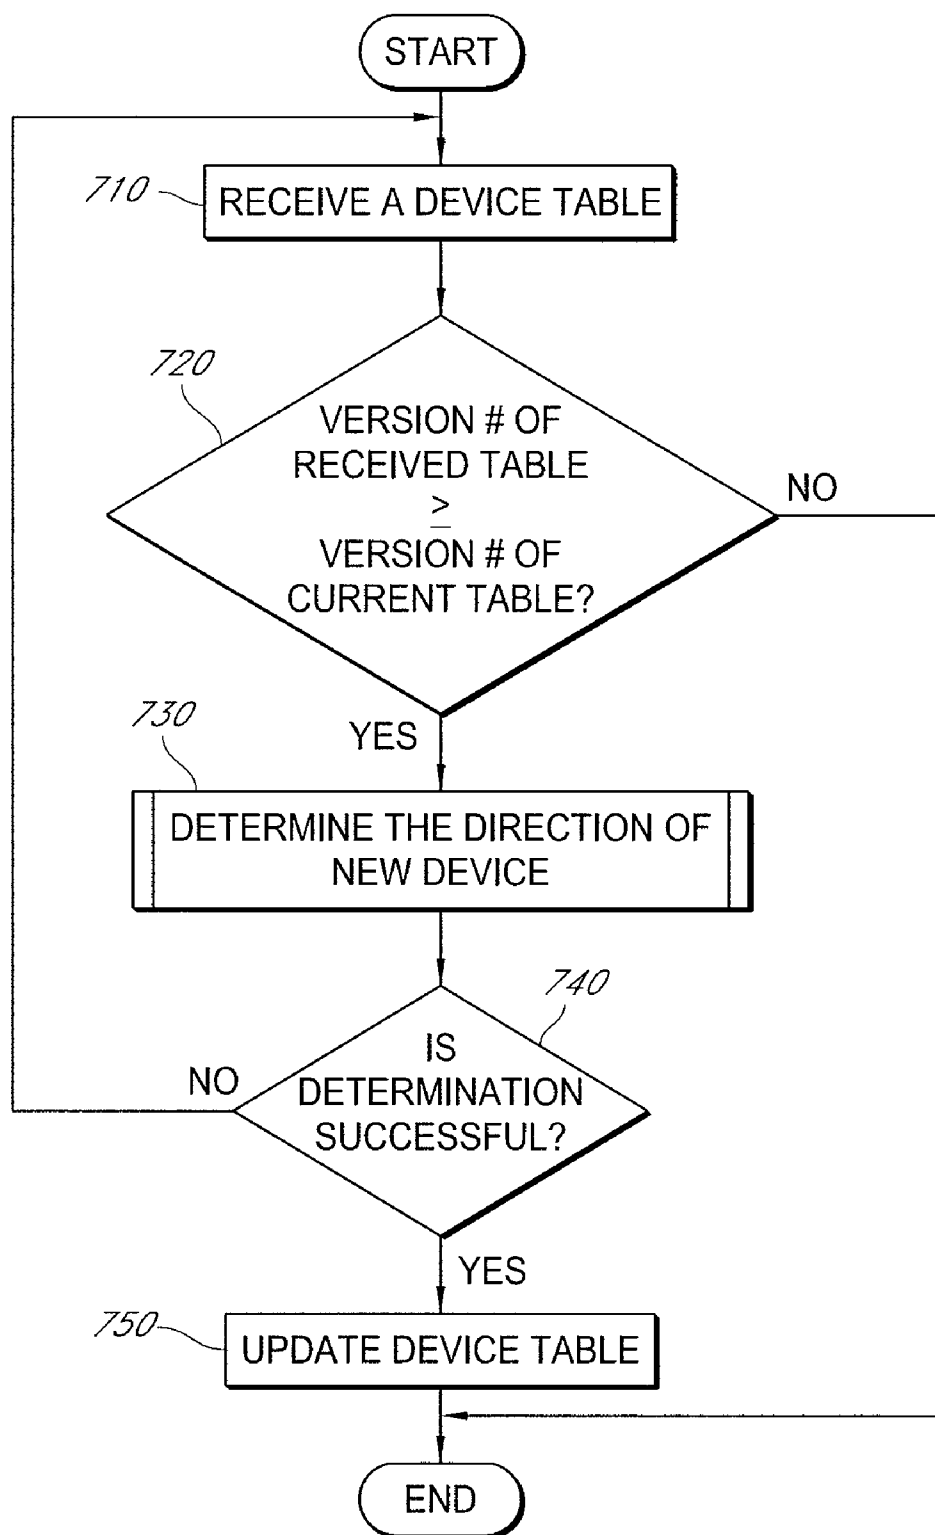 START
710
RECEIVE A DEVICE TABLE
720
VERSION # OF
RECEIVED TABLE
≥
VERSION # OF
CURRENT TABLE?
NO
YES
730
DETERMINE THE DIRECTION OF
NEW DEVICE
740
IS
DETERMINATION
SUCCESSFUL?
NO
YES
750
UPDATE DEVICE TABLE
END